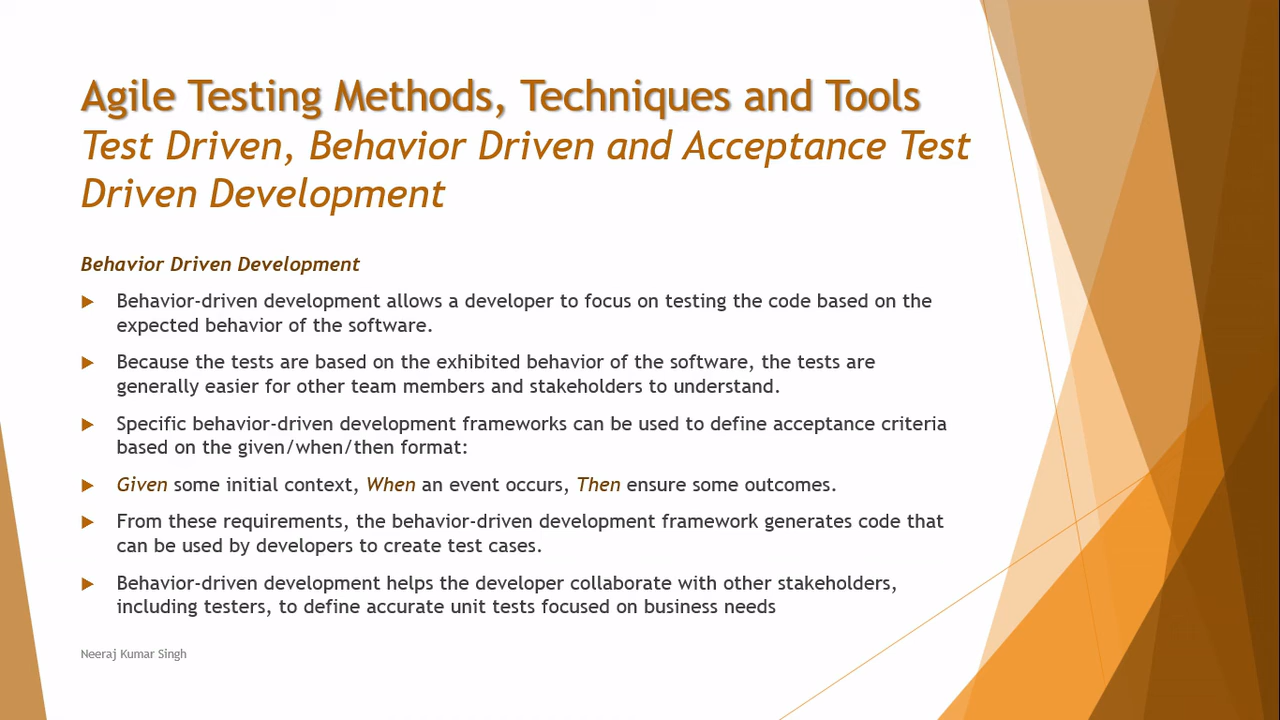 Agile Testing Methods, Techniques and Tools
Test Driven, Behavior Driven and Acceptance Test
Driven Development
Behavior Driven Development
Behavior-driven development allows a developer to focus on testing the code based on the
expected behavior of the software.
Because the tests are based on the exhibited behavior of the software, the tests are
generally easier for other team members and stakeholders to understand.
Specific behavior-driven development frameworks can be used to define acceptance criteria
based on the given/when/then format:
Given some initial context, When an event occurs, Then ensure some outcomes.
From these requirements, the behavior-driven development framework generates code that
can be used by developers to create test cases.
Behavior-driven development helps the developer collaborate with other stakeholders,
including testers, to define accurate unit tests focused on business needs
Neeraj Kumar Singh